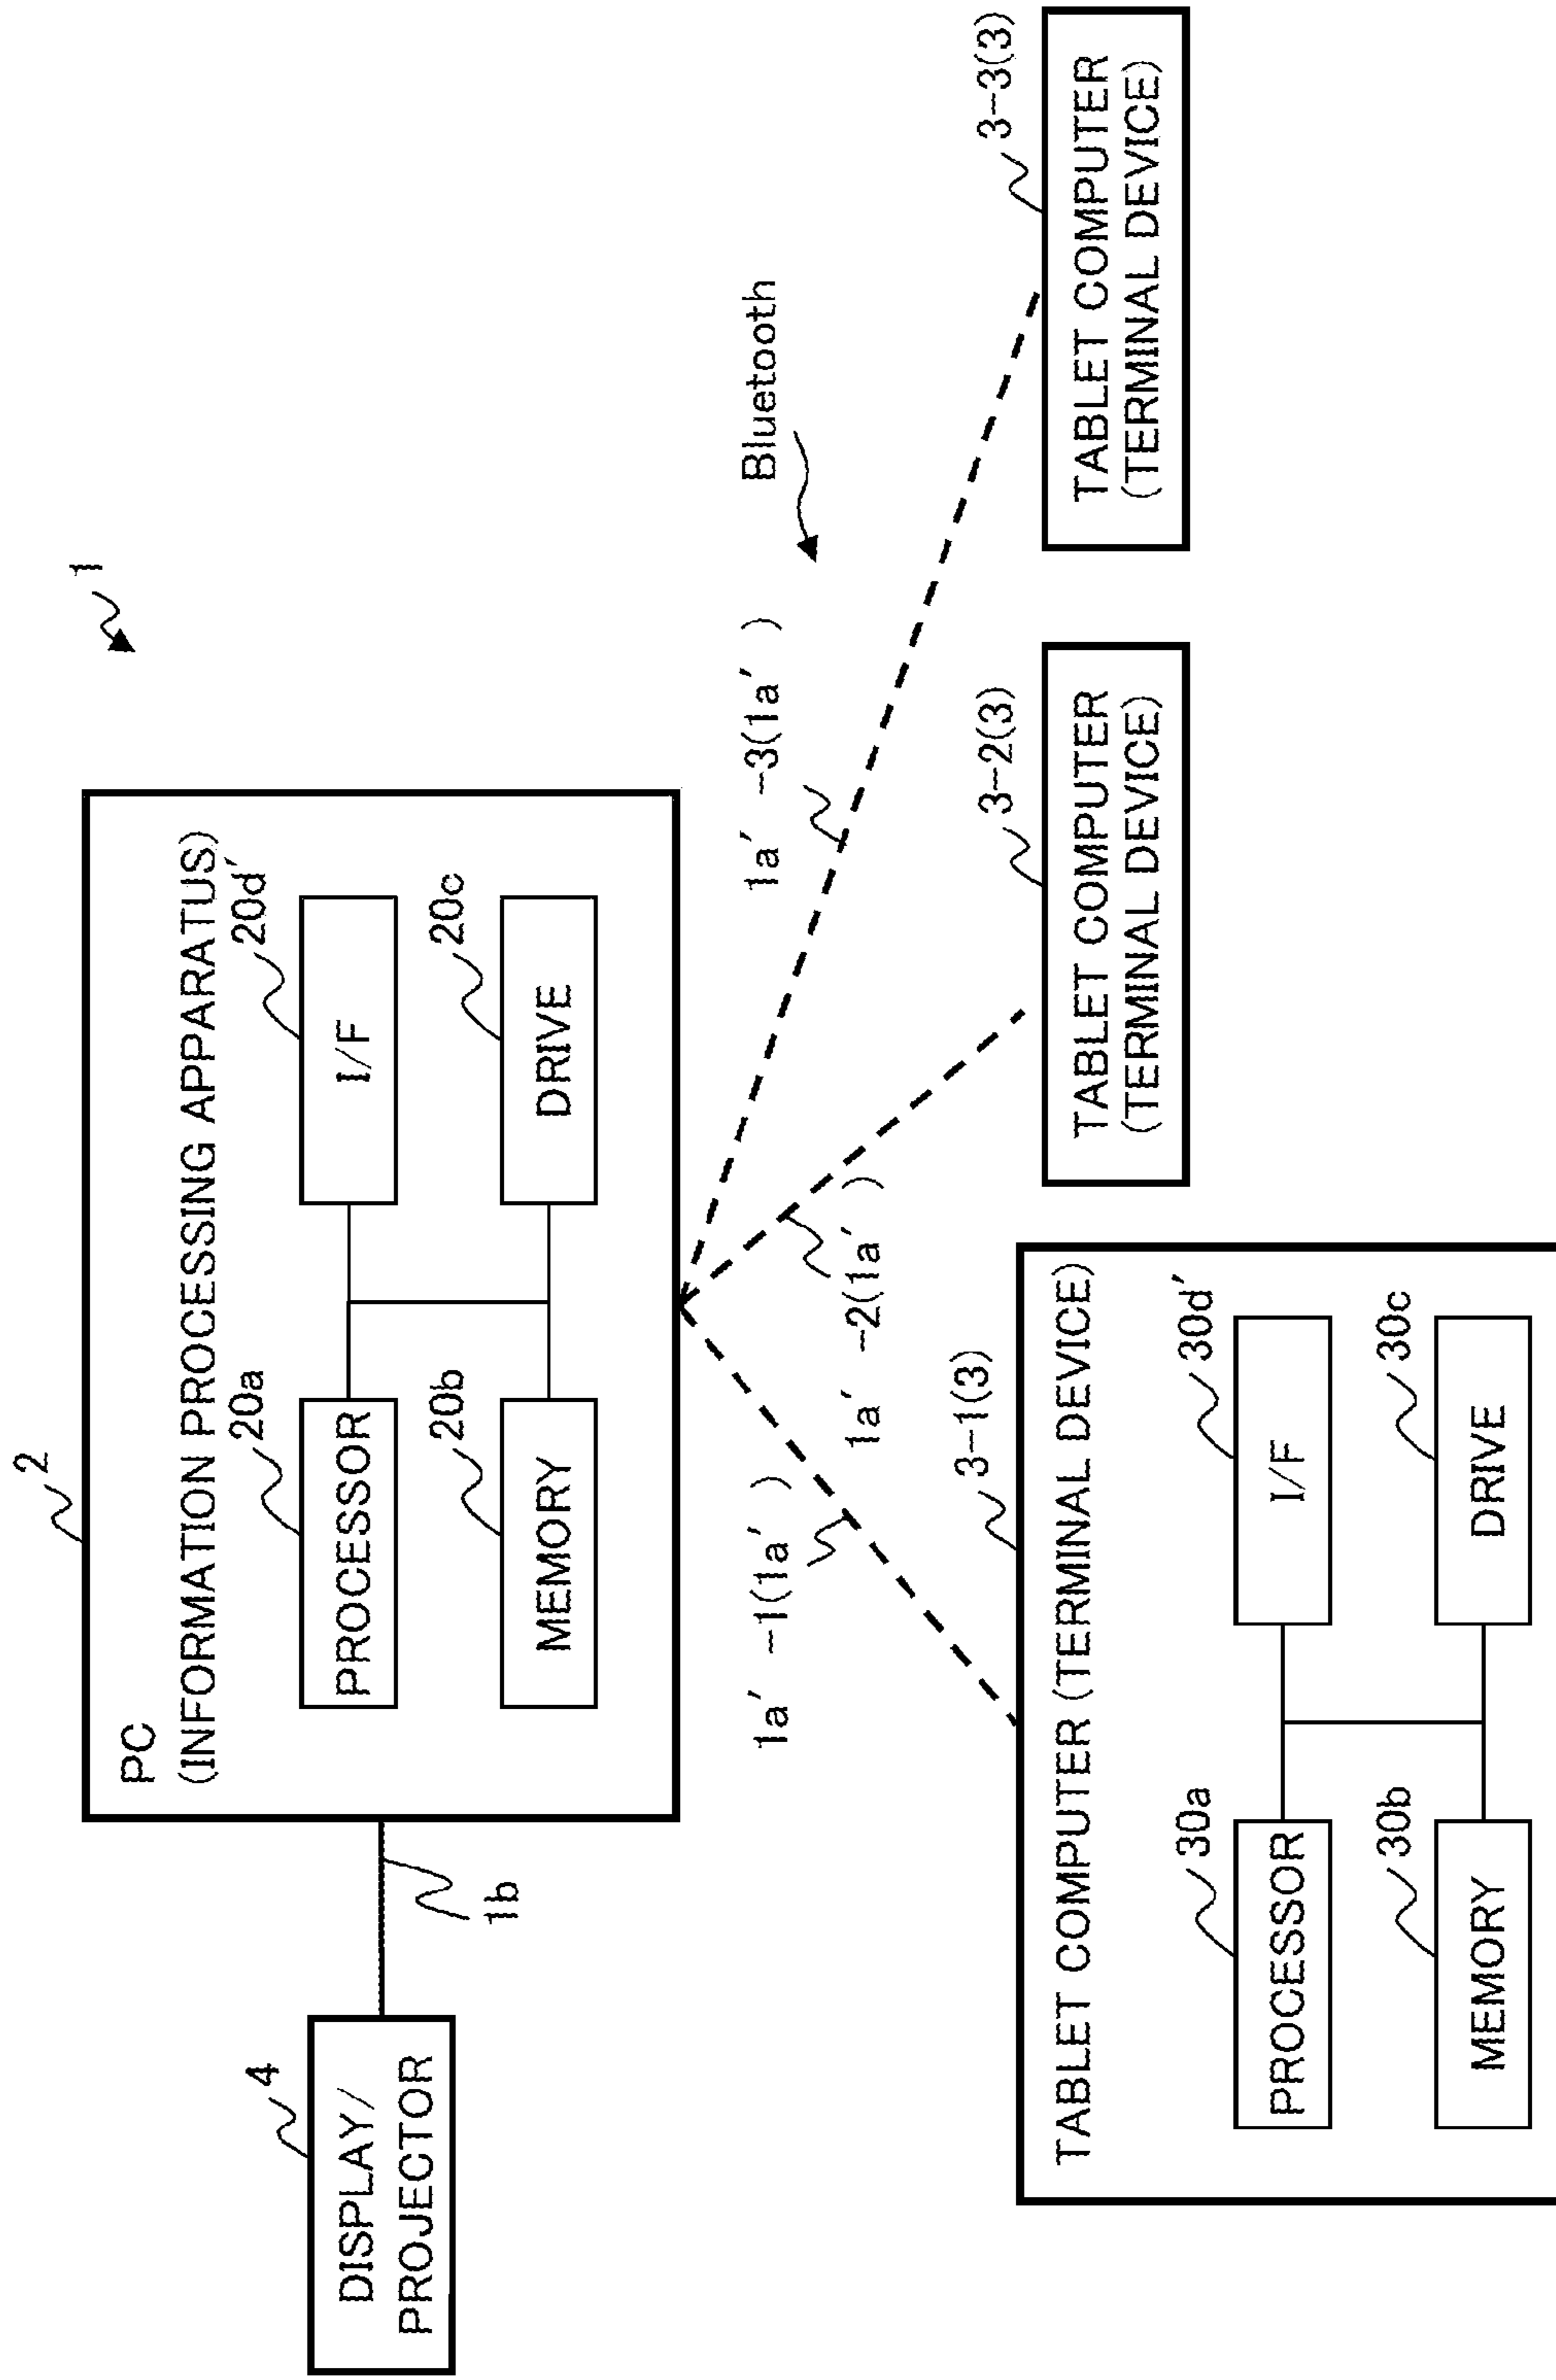 1
2
PC
(INFORMATION PROCESSING APPARATUS)
20a
20d'
PROCESSOR
I/F
20b
20c
MEMORY
DRIVE
4
DISPLAY/
PROJECTOR
1b
Bluetooth
1a' -1(1a' )
1a' -2(1a' )
1a' -3(1a' )
3-1(3)
TABLET COMPUTER (TERMINAL DEVICE)
30a
30d'
PROCESSOR
I/F
30b
30c
MEMORY
DRIVE
3-2(3)
TABLET COMPUTER
(TERMINAL DEVICE)
3-3(3)
TABLET COMPUTER
(TERMINAL DEVICE)